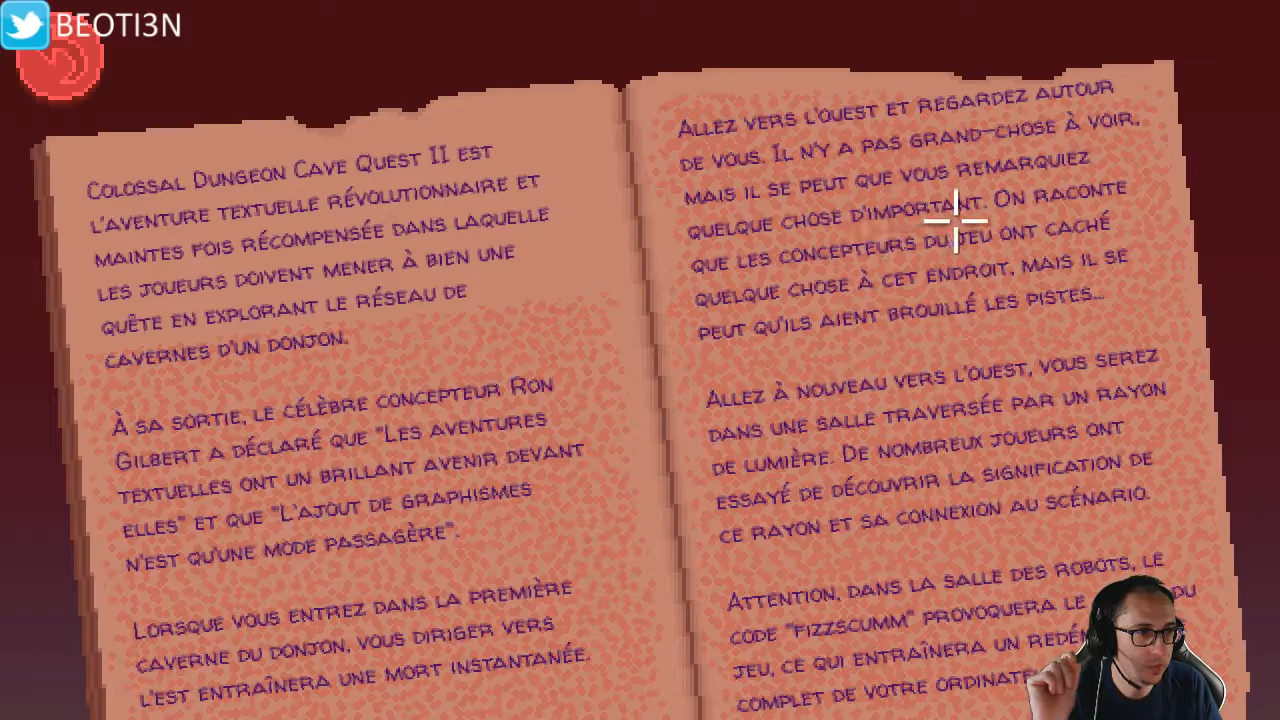 BEOTI3N
Colossal Dungeon Cave Quest II est
l'aventure textuelle révolutionnaire et
maintes fois récompensée dans laquelle
les joueurs doivent mener à bien une
quête en explorant le réseau de
cavernes d'un donjon.
À sa sortie, le célèbre concepteur Ron
Gilbert a déclaré que "Les aventures
textuelles ont un brillant avenir devant
elles" et que "L'ajout de graphismes
n'est qu'une mode passagère".
Lorsque vous entrez dans la première
caverne du donjon, vous diriger vers
l'est entraînera une mort instantanée.
Allez vers l'ouest et regardez autour
de vous. Il n'y a pas grand-chose à voir,
mais il se peut que vous remarquiez
quelque chose d'important. On raconte
que les concepteurs du jeu ont caché
quelque chose à cet endroit, mais il se
peut qu'ils aient brouillé les pistes...
Allez à nouveau vers l'ouest, vous serez
dans une salle traversée par un rayon
de lumière. De nombreux joueurs ont
essayé de découvrir la signification de
ce rayon et sa connexion au scénario.
Attention, dans la salle des robots, le
code "fizzscumm" provoquera le du
jeu, ce qui entraînera un
complet de votre